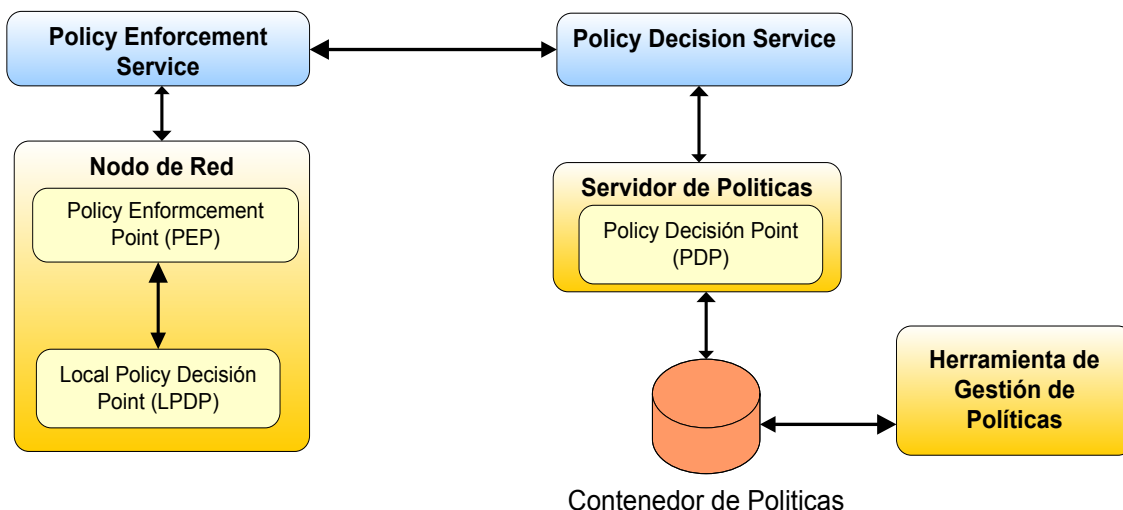 Policy Enforcement
Service
Policy Decision Service
Nodo de Red
Policy Enformcement
Point (PEP)
Local Policy Decisión
Point (LPDP)
Servidor de Politicas
Policy Decisión Point
(PDP)
Herramienta de
Gestión de
Políticas
Contenedor de Politicas